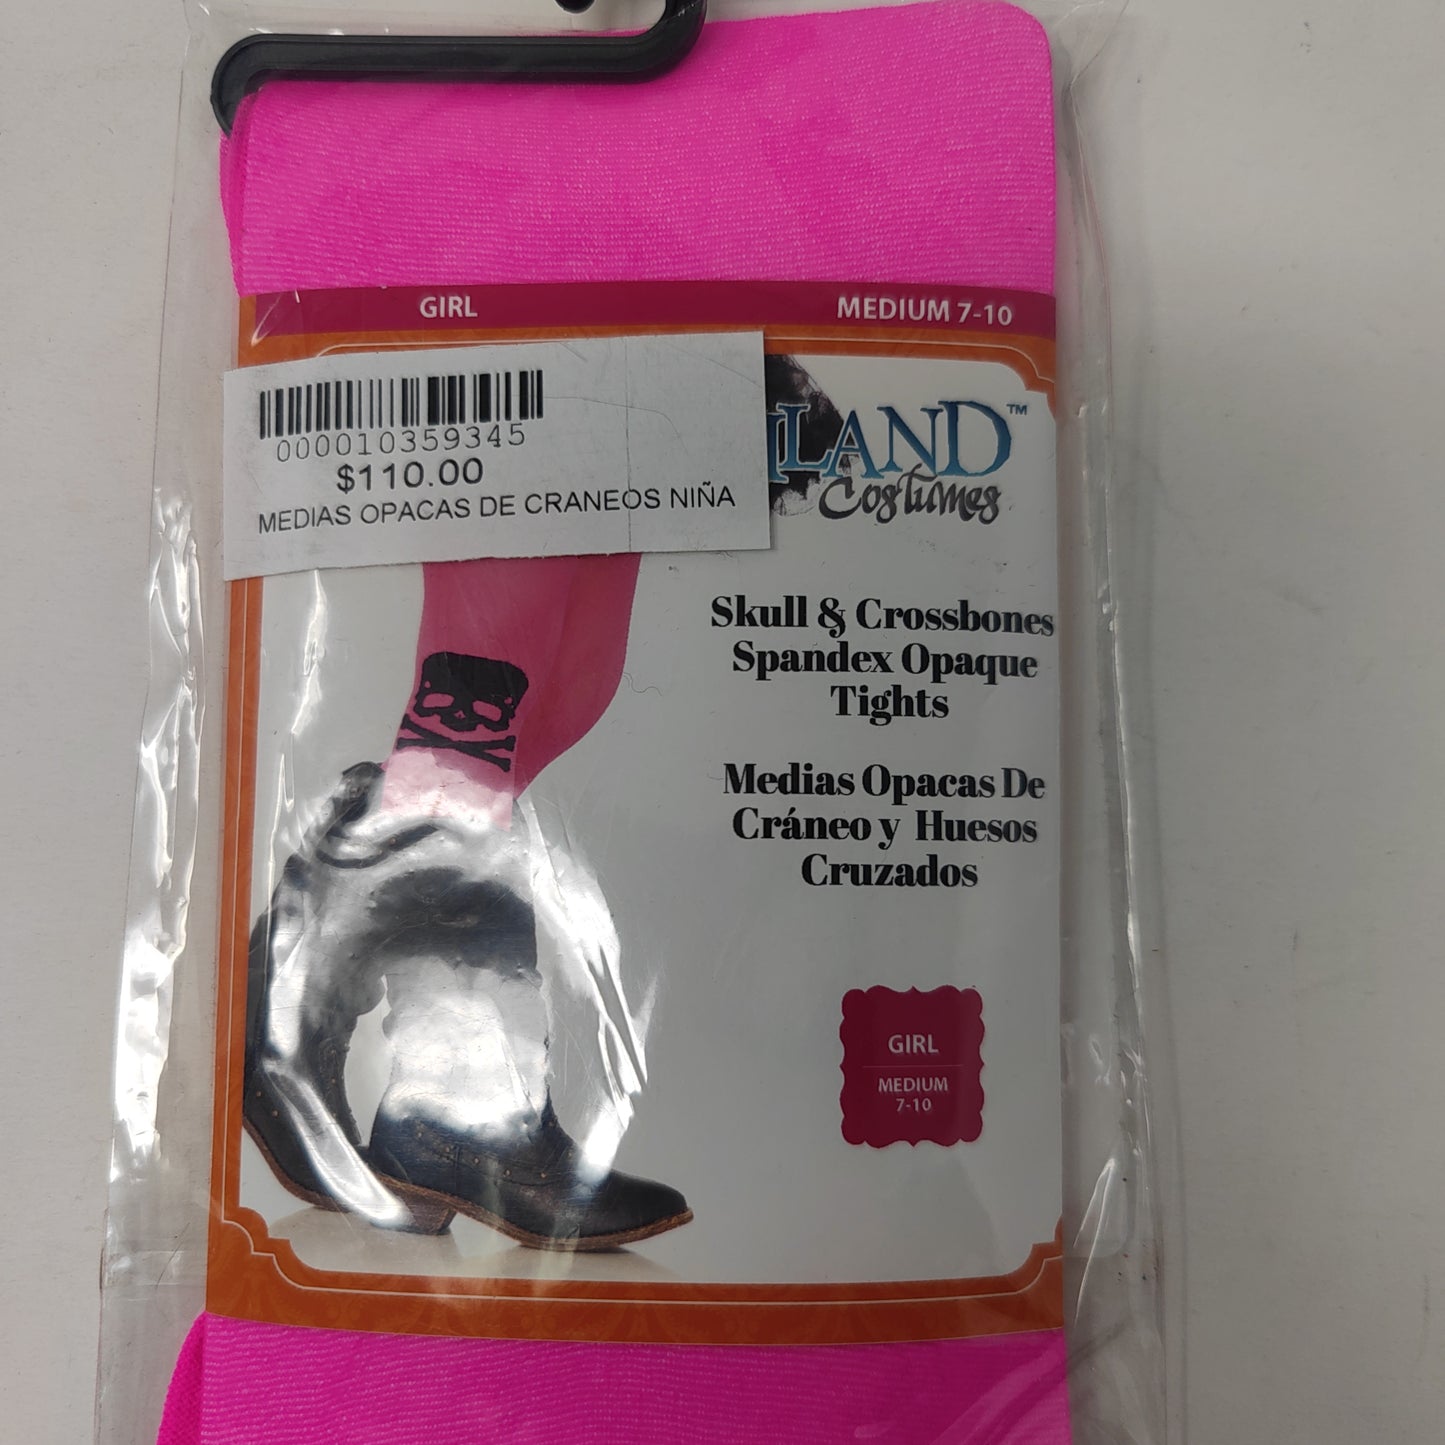 GIRL
MEDIUM 7-10
000010359345
$110.00
MEDIAS OPACAS DE CRANEOS NIÑA
LAND™
Costumes
Skull & Crossbones
Spandex Opaque
Tights
Medias Opacas De
Cráneo y Huesos
Cruzados
GIRL
MEDIUM
7-10